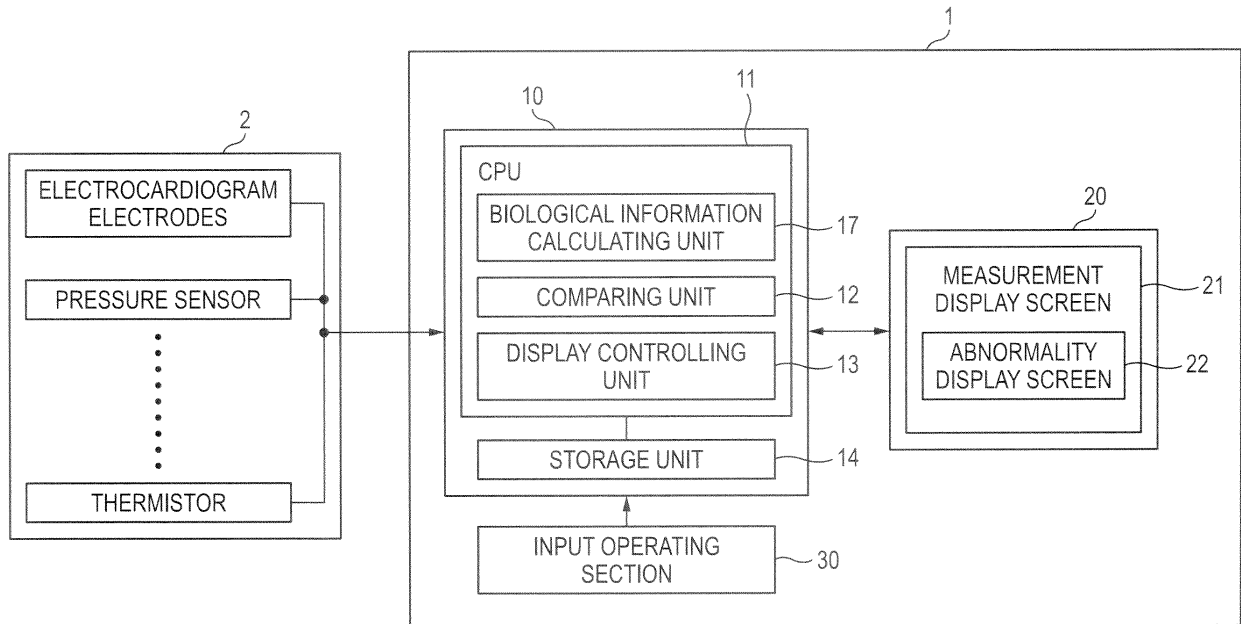 1
2
ELECTROCARDIOGRAM
ELECTRODES
PRESSURE SENSOR
THERMISTOR
10
11
CPU
BIOLOGICAL INFORMATION
CALCULATING UNIT
17
COMPARING UNIT
12
DISPLAY CONTROLLING
UNIT
13
STORAGE UNIT
14
INPUT OPERATING
SECTION
30
20
MEASUREMENT
DISPLAY SCREEN
21
ABNORMALITY
DISPLAY SCREEN
22